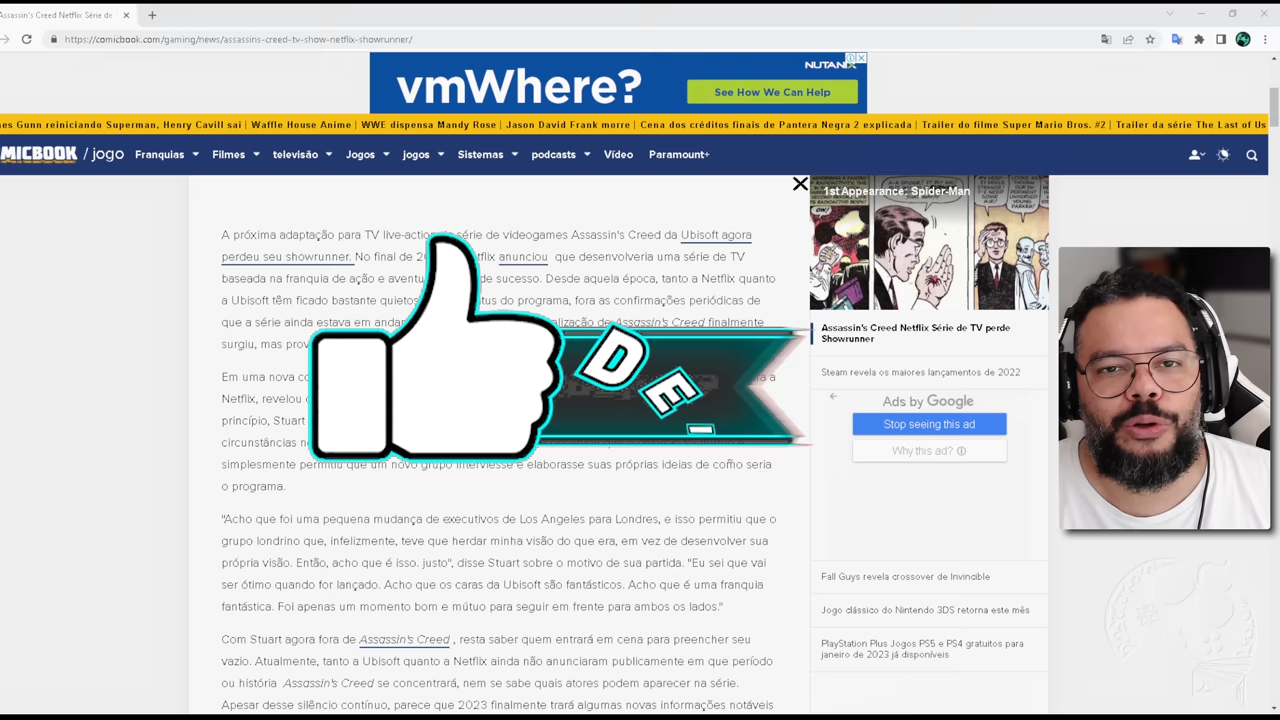 Assassin's Creed Netflix Série de
https://comicbook.com/gaming/news/assassins-creed-tv-show-netflix-showrunner/
NUTANIX
vmWhere?
See How We Can Help
es Gunn reiniciando Superman, Henry Cavill sai | Waffle House Anime | WWE dispensa Mandy Rose | Jason David Frank morre | Cena dos créditos finais de Pantera Negra 2 explicada | Trailer do filme Super Mario Bros. #2 | Trailer da série The Last of Us
MICBOOK / jogo Franquias Filmes televisão Jogos jogos Sistemas podcasts Vídeo Paramount+
1st Appearance: Spider-Man
A próxima adaptação para TV live-action série de videogames Assassin's Creed da Ubisoft agora
perdeu seu showrunner. No final de anunciou que desenvolveria uma série de TV
baseada na franquia de ação e aventu de sucesso. Desde aquela época, tanto a Netflix quanto
a Ubisoft têm ficado bastante quietos do programa, fora as confirmações periódicas de
que a série ainda estava em andar alização de Assassin's Creed finalmente
surgiu, mas prov
Em uma nova co
Netflix, revelou
princípio, Stuart
circunstâncias n
simplesmente permitiu que um novo grupo interviesse e elaborasse suas próprias ideias de como seria
o programa.
DE
"Acho que foi uma pequena mudança de executivos de Los Angeles para Londres, e isso permitiu que o
grupo londrino que, infelizmente, teve que herdar minha visão do que era, em vez de desenvolver sua
própria visão. Então, acho que é isso. justo", disse Stuart sobre o motivo de sua partida. "Eu sei que vai
ser ótimo quando for lançado. Acho que os caras da Ubisoft são fantásticos. Acho que é uma franquia
fantástica. Foi apenas um momento bom e mútuo para seguir em frente para ambos os lados."
Com Stuart agora fora de Assassin's Creed , resta saber quem entrará em cena para preencher seu
vazio. Atualmente, tanto a Ubisoft quanto a Netflix ainda não anunciaram publicamente em que período
ou história Assassin's Creed se concentrará, nem se sabe quais atores podem aparecer na série.
Apesar desse silêncio contínuo, parece que 2023 finalmente trará algumas novas informações notáveis
Assassin's Creed Netflix Série de TV perde
Showrunner
Steam revela os maiores lançamentos de 2022
Ads by Google
Stop seeing this ad
Why this ad?
Fall Guys revela crossover de Invincible
Jogo clássico do Nintendo 3DS retorna este mês
PlayStation Plus Jogos PS5 e PS4 gratuitos para
janeiro de 2023 já disponíveis